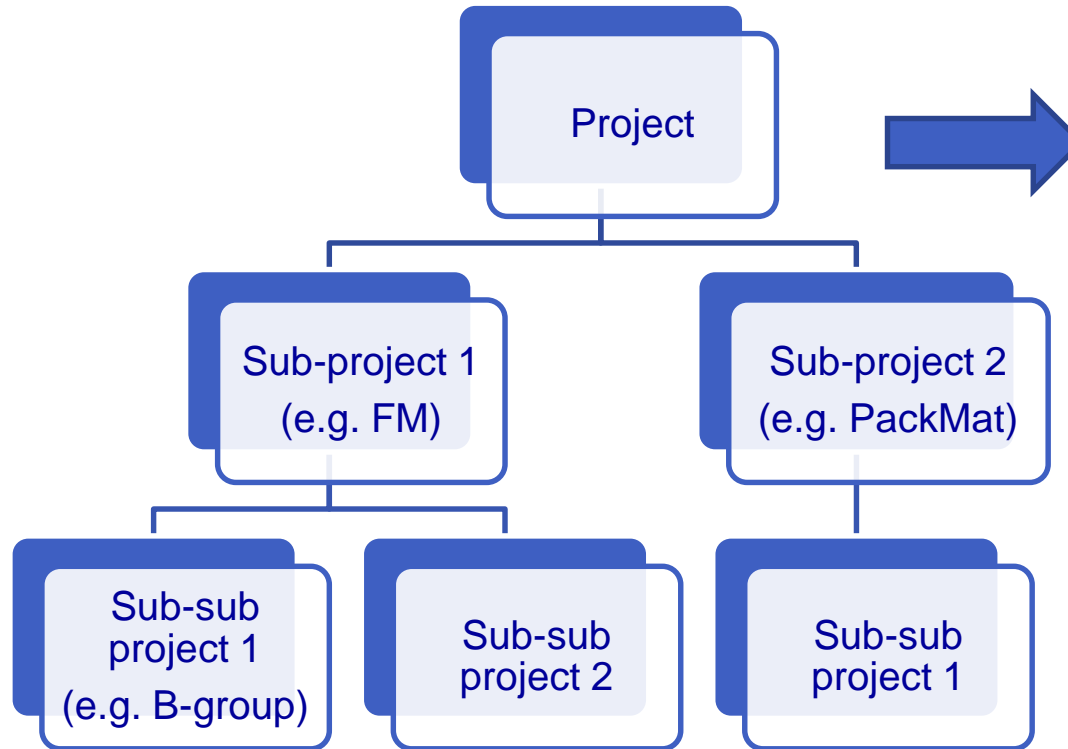 Project
Sub-project 1
(e.g. FM)
Sub-project 2
(e.g. PackMat)
Sub-sub
project 1
(e.g. B-group)
Sub-sub
project 2
Sub-sub
project 1